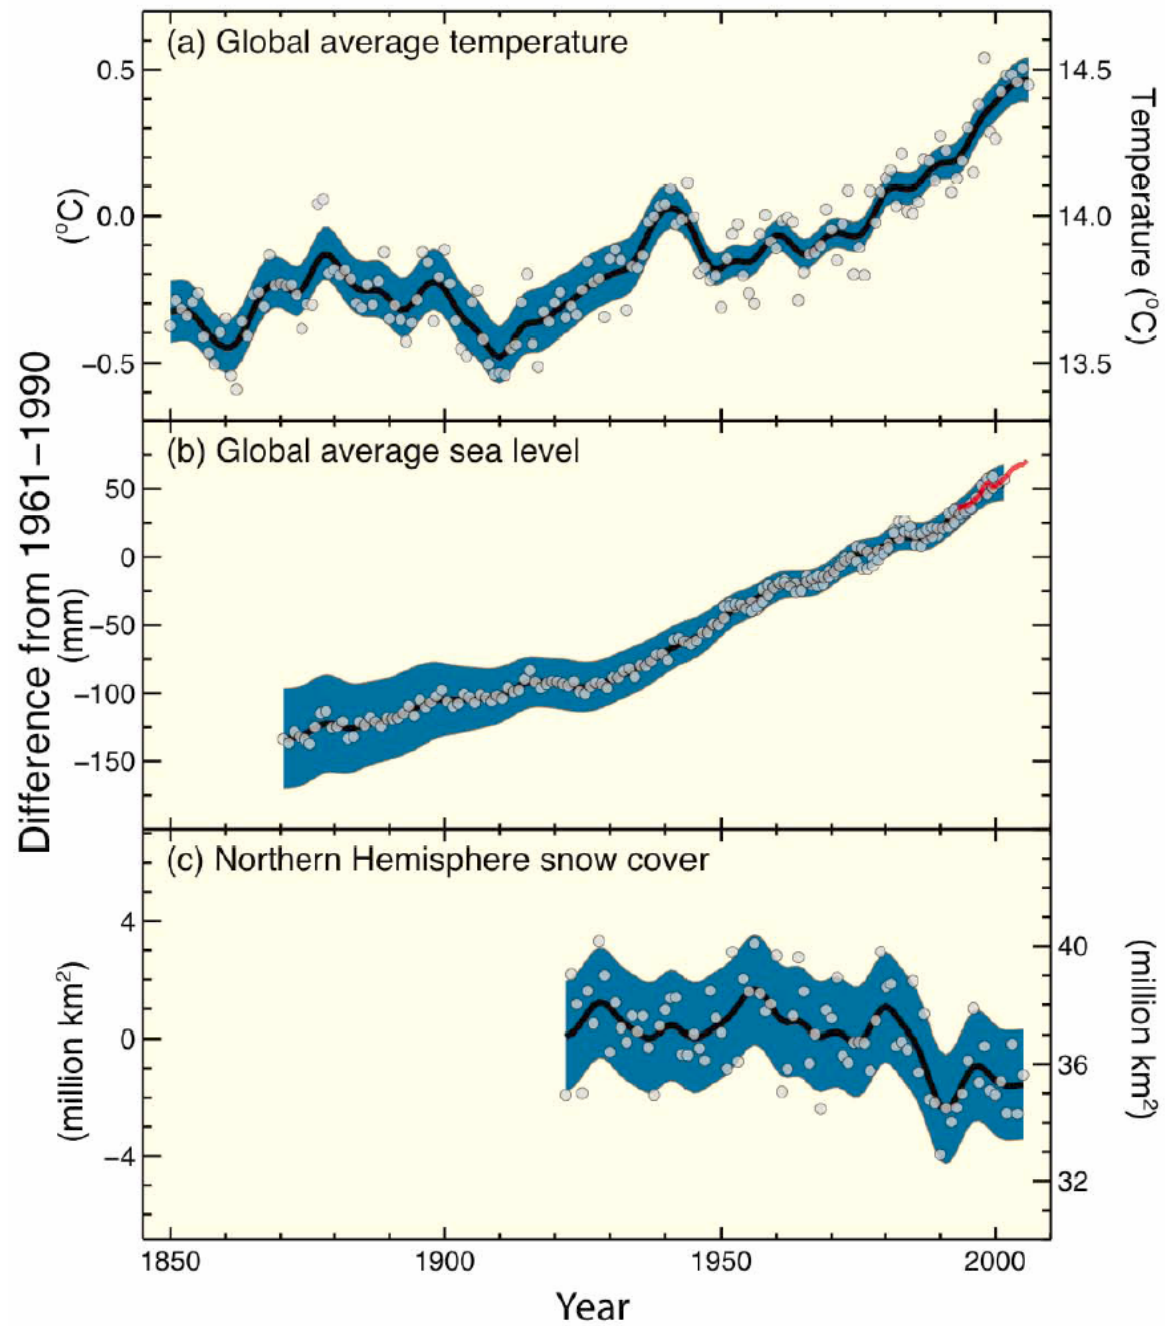 (a) Global average temperature
0.5
0.0
−0.5
(°C)
14.5
14.0
13.5
Temperature (°C)
Difference from 1961–1990
(b) Global average sea level
50
0
−50
−100
−150
(mm)
(c) Northern Hemisphere snow cover
4
0
−4
(million km²)
40
36
32
(million km²)
1850
1900
1950
2000
Year